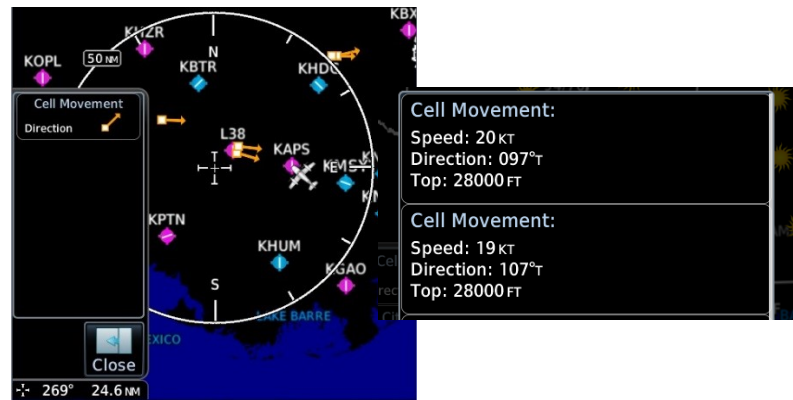 KBX
KHZR
N
50 NM
KOPL
KBTR
KHDC
Cell Movement
Direction
L38
KAPS
KMSY
E
KPTN
KHUM
KGAO
S
LAKE BARRE
EXICO
Close
269° 24.6 NM
Cell Movement:
Speed: 20 KT
Direction: 097°T
Top: 28000 FT
Cell Movement:
Speed: 19 KT
Direction: 107°T
Top: 28000 FT